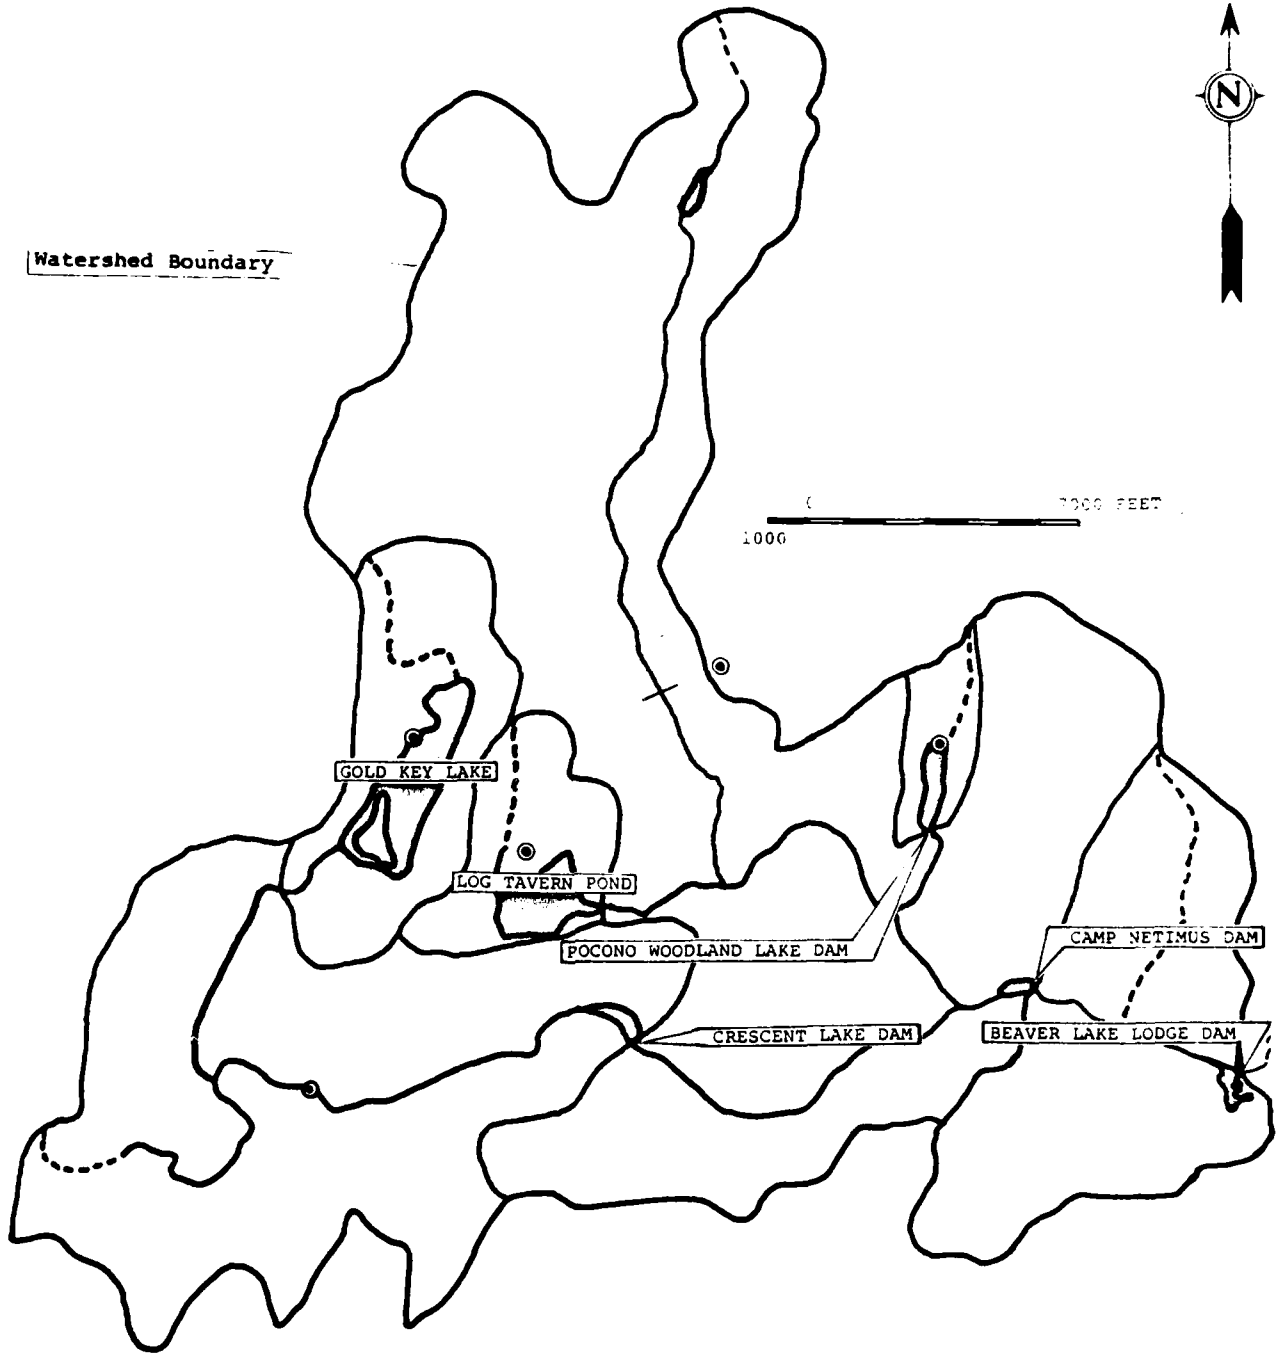 N
Watershed Boundary
FEET
1000
GOLD KEY LAKE
LOG TAVERN POND
POCONO WOODLAND LAKE DAM
CAMP NETIMUS DAM
CRESCENT LAKE DAM
BEAVER LAKE LODGE DAM